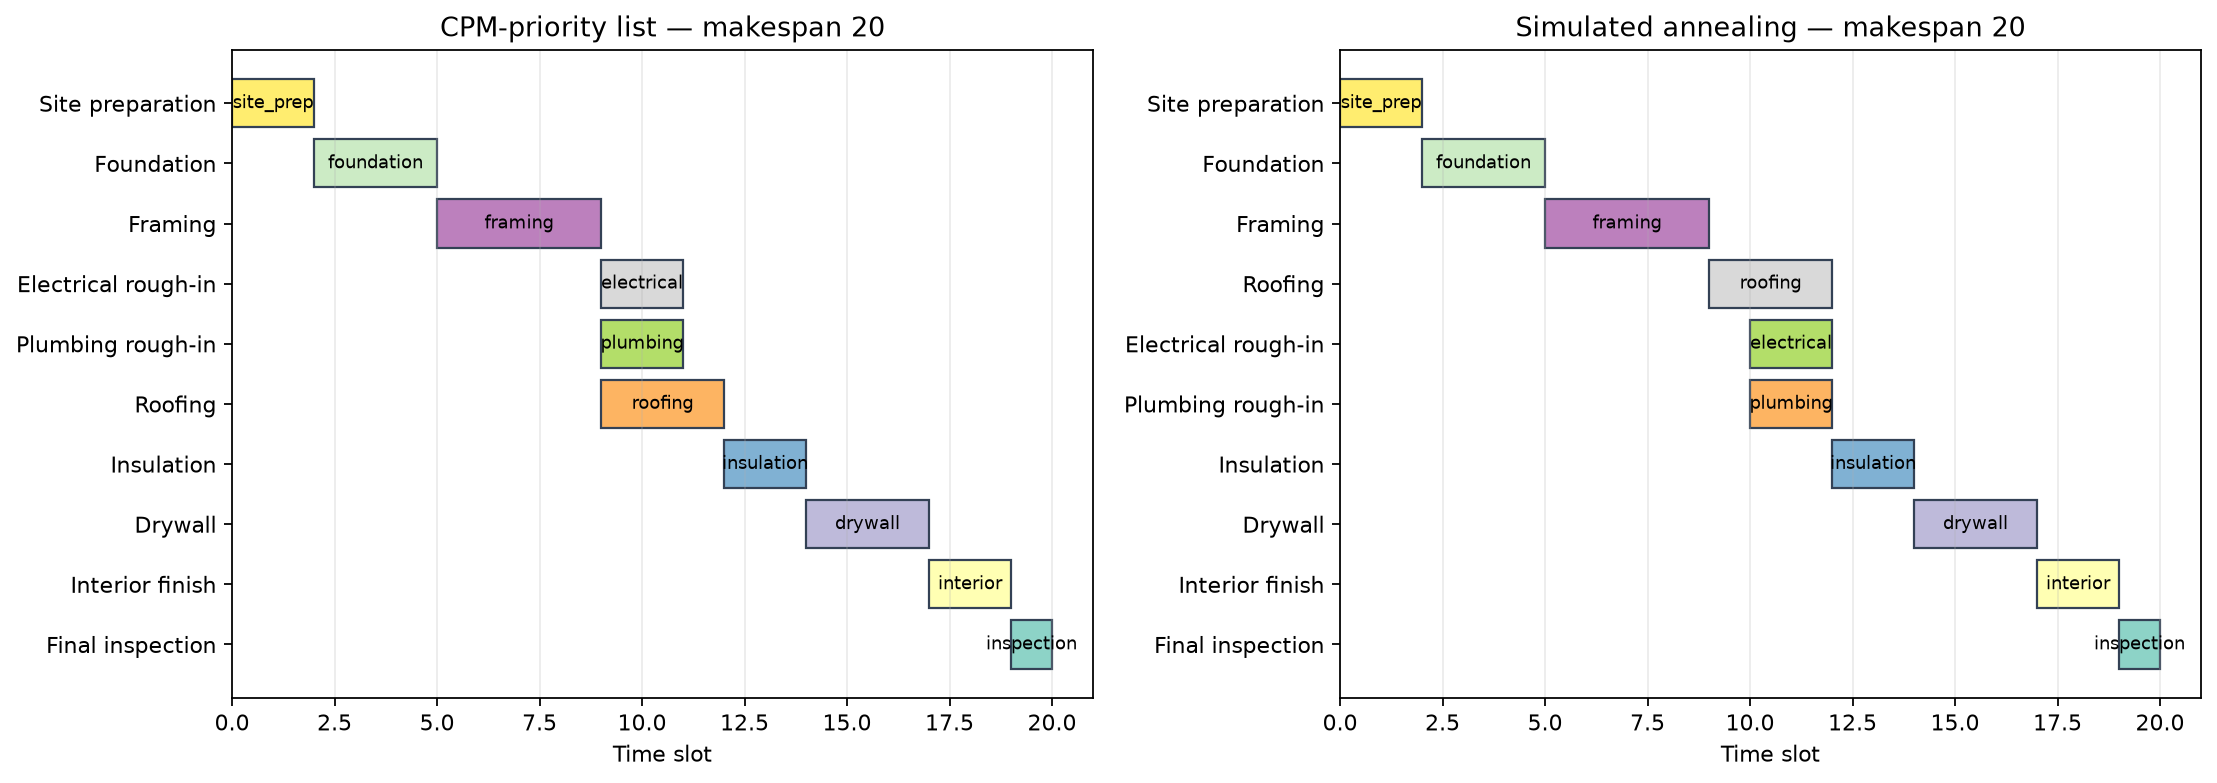 CPM-priority list — makespan 20
Site preparation
site_prep
Foundation
foundation
Framing
framing
Electrical rough-in
electrical
Plumbing rough-in
plumbing
Roofing
roofing
Insulation
insulation
Drywall
drywall
Interior finish
interior
Final inspection
inspection
0.0 2.5 5.0 7.5 10.0 12.5 15.0 17.5 20.0
Time slot
Simulated annealing — makespan 20
Site preparation
site_prep
Foundation
foundation
Framing
framing
Roofing
roofing
Electrical rough-in
electrical
Plumbing rough-in
plumbing
Insulation
insulation
Drywall
drywall
Interior finish
interior
Final inspection
inspection
0.0 2.5 5.0 7.5 10.0 12.5 15.0 17.5 20.0
Time slot